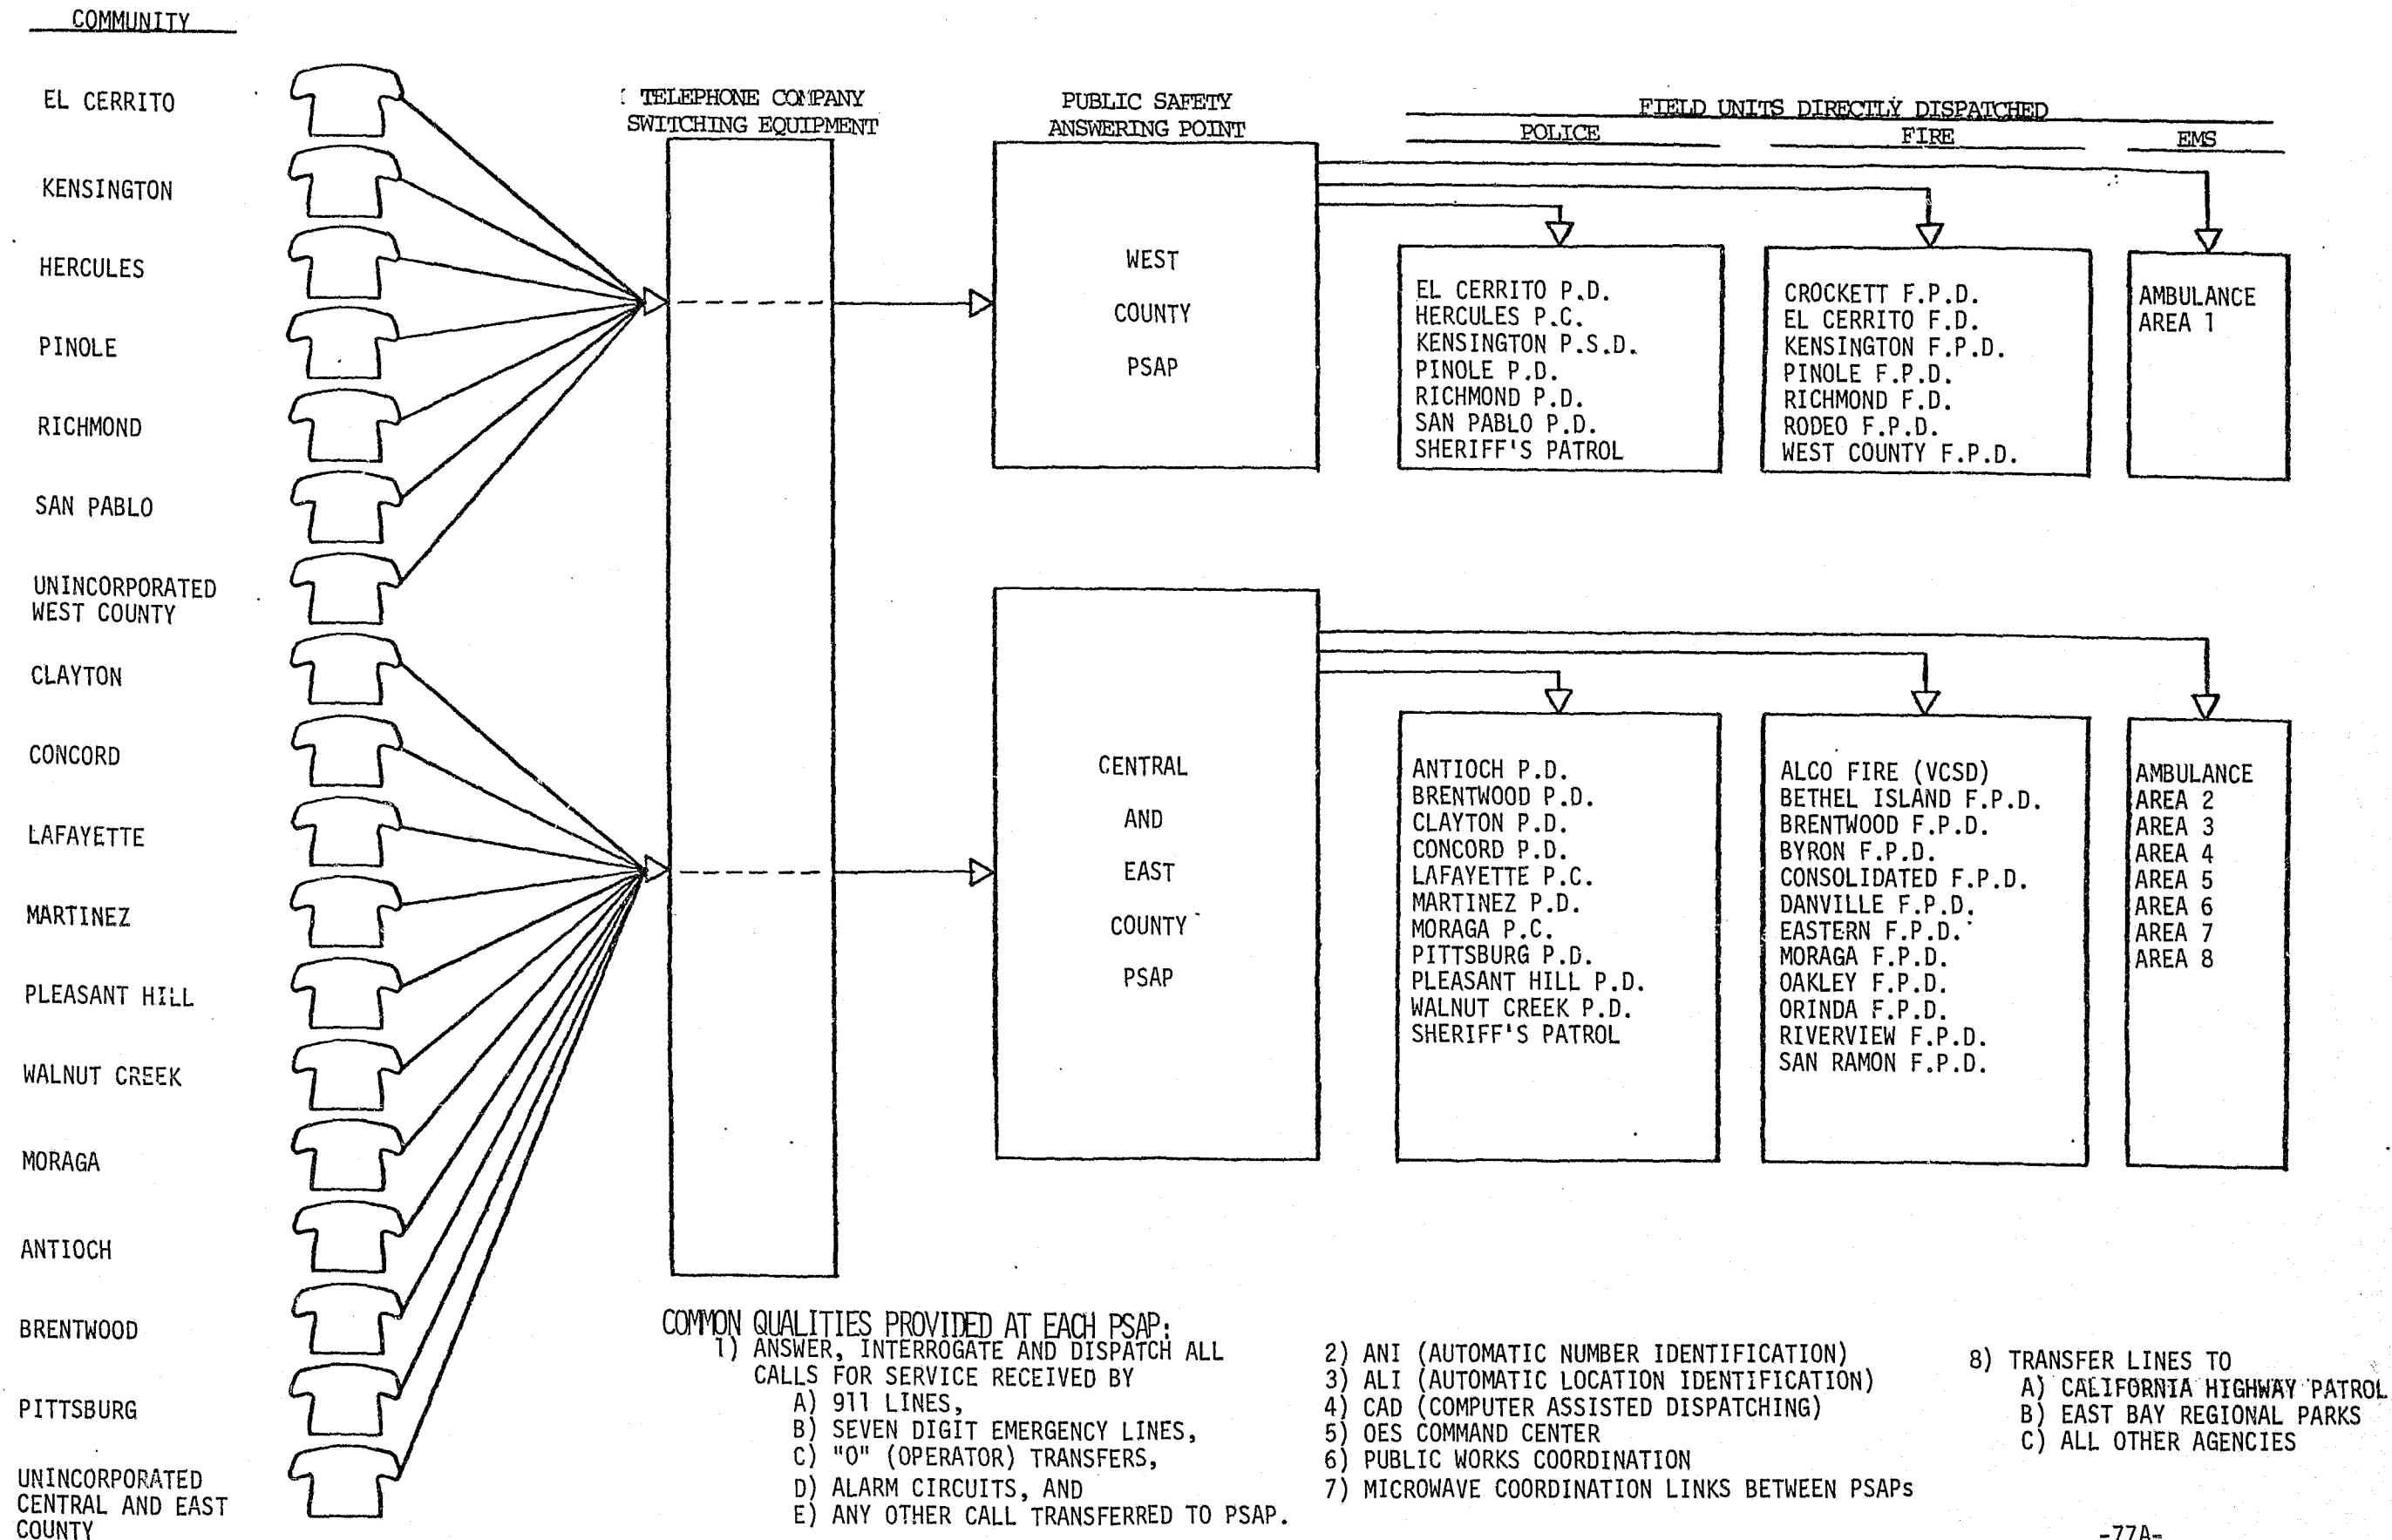 COMMUNITY
EL CERRITO
KENSINGTON
HERCULES
PINOLE
RICHMOND
SAN PABLO
UNINCORPORATED
WEST COUNTY
CLAYTON
CONCORD
LAFAYETTE
MARTINEZ
PLEASANT HILL
WALNUT CREEK
MORAGA
ANTIOCH
BRENTWOOD
PITTSBURG
UNINCORPORATED
CENTRAL AND EAST
COUNTY
TELEPHONE COMPANY
SWITCHING EQUIPMENT
PUBLIC SAFETY
ANSWERING POINT
WEST
COUNTY
PSAP
CENTRAL
AND
EAST
COUNTY
PSAP
FIELD UNITS DIRECTLY DISPATCHED
POLICE
FIRE
EMS
EL CERRITO P.D.
HERCULES P.C.
KENSINGTON P.S.D.
PINOLE P.D.
RICHMOND P.D.
SAN PABLO P.D.
SHERIFF'S PATROL
CROCKETT F.P.D.
EL CERRITO F.D.
KENSINGTON F.P.D.
PINOLE F.P.D.
RICHMOND F.D.
RODEO F.P.D.
WEST COUNTY F.P.D.
AMBULANCE
AREA 1
ANTIOCH P.D.
BRENTWOOD P.D.
CLAYTON P.D.
CONCORD P.D.
LAFAYETTE P.C.
MARTINEZ P.D.
MORAGA P.C.
PITTSBURG P.D.
PLEASANT HILL P.D.
WALNUT CREEK P.D.
SHERIFF'S PATROL
ALCO FIRE (VCSD)
BETHEL ISLAND F.P.D.
BRENTWOOD F.P.D.
BYRON F.P.D.
CONSOLIDATED F.P.D.
DANVILLE F.P.D.
EASTERN F.P.D.
MORAGA F.P.D.
OAKLEY F.P.D.
ORINDA F.P.D.
RIVERVIEW F.P.D.
SAN RAMON F.P.D.
AMBULANCE
AREA 2
AREA 3
AREA 4
AREA 5
AREA 6
AREA 7
AREA 8
COMMON QUALITIES PROVIDED AT EACH PSAP:
1) ANSWER, INTERROGATE AND DISPATCH ALL
CALLS FOR SERVICE RECEIVED BY
A) 911 LINES,
B) SEVEN DIGIT EMERGENCY LINES,
C) "O" (OPERATOR) TRANSFERS,
D) ALARM CIRCUITS, AND
E) ANY OTHER CALL TRANSFERRED TO PSAP.
2) ANI (AUTOMATIC NUMBER IDENTIFICATION)
3) ALI (AUTOMATIC LOCATION IDENTIFICATION)
4) CAD (COMPUTER ASSISTED DISPATCHING)
5) OES COMMAND CENTER
6) PUBLIC WORKS COORDINATION
7) MICROWAVE COORDINATION LINKS BETWEEN PSAPs
8) TRANSFER LINES TO
A) CALIFORNIA HIGHWAY PATROL
B) EAST BAY REGIONAL PARKS
C) ALL OTHER AGENCIES
-77A-